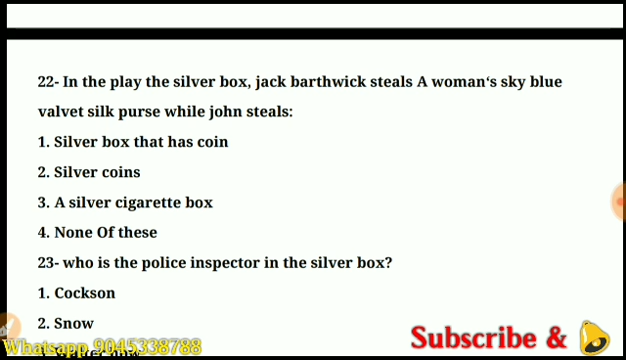 22- In the play the silver box, jack barthwick steals A woman's sky blue
valvet silk purse while john steals:
1. Silver box that has coin
2. Silver coins
3. A silver cigarette box
4. None Of these
23- who is the police inspector in the silver box?
1. Cockson
2. Snow
Whatsapp 9045338788
Subscribe &